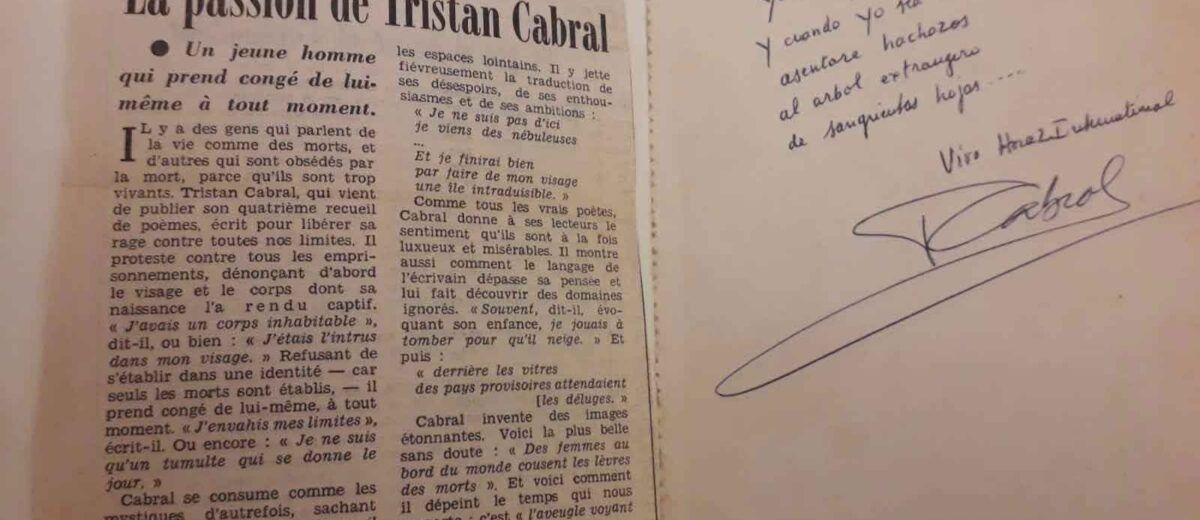 La passion de Tristan Cabral
● Un jeune homme
qui prend congé de lui-
même à tout moment.
IL y a des gens qui parlent de
la vie comme des morts, et
d'autres qui sont obsédés par
la mort, parce qu'ils sont trop
vivants. Tristan Cabral, qui vient
de publier son quatrième recueil
de poèmes, écrit pour libérer sa
rage contre toutes nos limites. Il
proteste contre tous les empri-
sonnements, dénonçant d'abord
le visage et le corps dont sa
naissance l'a rendu captif.
« J'avais un corps inhabitable »,
dit-il, ou bien : « J'étais l'intrus
dans mon visage. » Refusant de
s'établir dans une identité — car
seuls les morts sont établis, — il
prend congé de lui-même, à tout
moment. « J'envahis mes limites »,
écrit-il. Ou encore : « Je ne suis
qu'un tumulte qui se donne le
jour. »
Cabral se consume comme les
mystiques d'autrefois, sachant
les espaces lointains. Il y jette
fiévreusement la traduction de
ses désespoirs, de ses enthou-
siasmes et de ses ambitions :
« Je ne suis pas d'ici
je viens des nébuleuses
...
Et je finirai bien
par faire de mon visage
une île intraduisible. »
Comme tous les vrais poètes,
Cabral donne à ses lecteurs le
sentiment qu'ils sont à la fois
luxueux et misérables. Il montre
aussi comment le langage de
l'écrivain dépasse sa pensée et
lui fait découvrir des domaines
ignorés. « Souvent, dit-il, évo-
quant son enfance, je jouais à
tomber pour qu'il neige. » Et
puis :
« derrière les vitres
des pays provisoires attendaient
[les déluges. »
Cabral invente des images
étonnantes. Voici la plus belle
sans doute : « Des femmes au
bord du monde cousent les lèvres
des morts ». Et voici comment
il dépeint le temps qui nous
: c'est « l'aveugle voyant
y cuando yo
asentare hachazos
al arbol extrangero
de sangrientas hojas....
Viva
Cabral